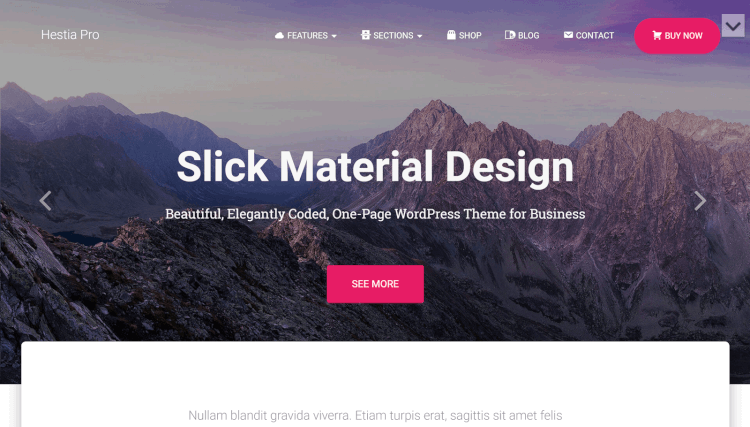 Hestia Pro
FEATURES
SECTIONS
SHOP
BLOG
CONTACT
BUY NOW
Slick Material Design
Beautiful, Elegantly Coded, One-Page WordPress Theme for Business
SEE MORE
Nullam blandit gravida viverra. Etiam turpis erat, sagittis sit amet felis